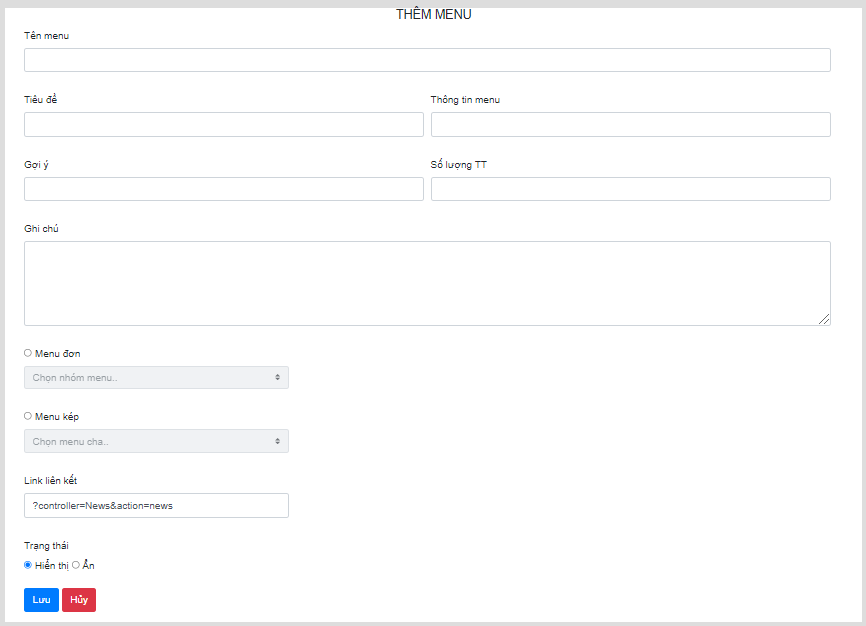 THÊM MENU
Tên menu
Tiêu đề
Thông tin menu
Gợi ý
Số lượng TT
Ghi chú
Menu đơn
Chọn nhóm menu..
Menu kép
Chọn menu cha..
Link liên kết
?controller=News&action=news
Trạng thái
Hiển thị Ẩn
Lưu Hủy